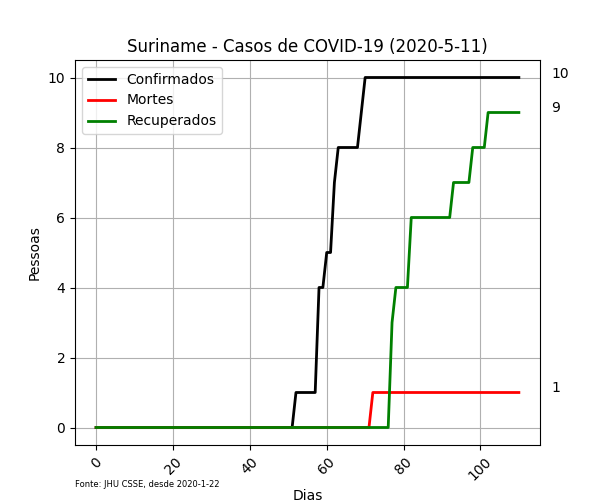 Suriname - Casos de COVID-19 (2020-5-11)
Confirmados
Mortes
Recuperados
10
8
6
4
2
0
Pessoas
10
9
1
0
20
40
60
80
100
Fonte: JHU CSSE, desde 2020-1-22
Dias